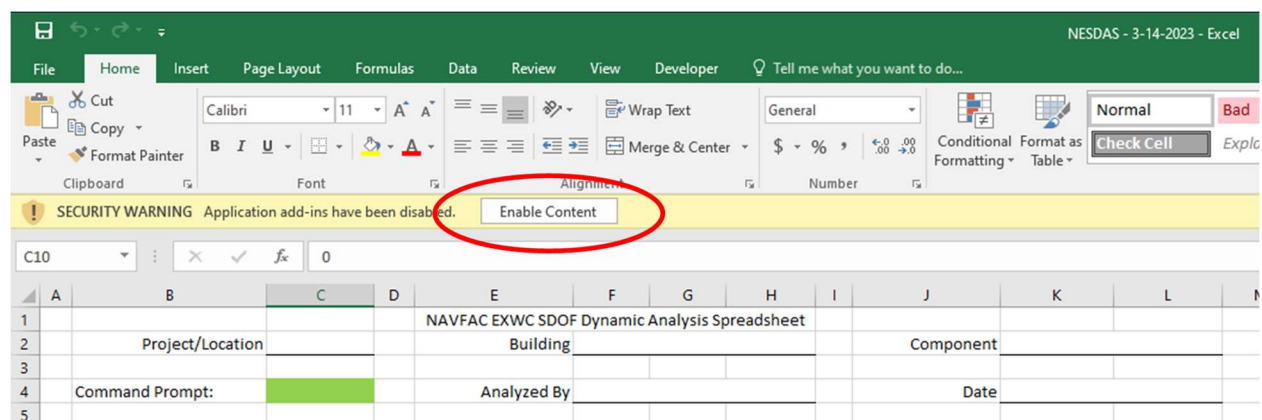 NESDAS - 3-14-2023 - Excel
File Home Insert Page Layout Formulas Data Review View Developer Tell me what you want to do...
Cut
Copy
Format Painter
Paste
Calibri 11 A A
B I U A
Wrap Text
Merge & Center
General
$ % , .0 .00 .00 .0
Conditional Formatting
Format as Table
Normal Bad
Check Cell
Clipboard Font Alignment Number
SECURITY WARNING Application add-ins have been disabled. Enable Content
C10 fx 0
A B C D E F G H I J K L
1 NAVFAC EXWC SDOF Dynamic Analysis Spreadsheet
2 Project/Location Building Component
3
4 Command Prompt: Analyzed By Date
5